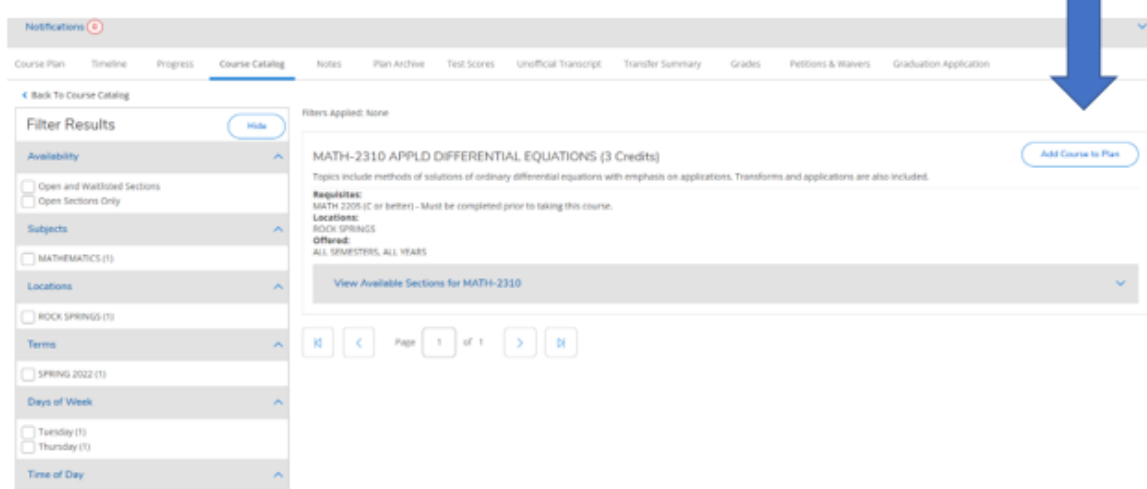 Notifications 0
Course Plan Timeline Progress Course Catalog Notes Plan Archive Test Scores Unofficial Transcript Transfer Summary Grades Petitions & Waivers Graduation Application
Back To Course Catalog
Filter Results Hide
Availability
Open and Waitlisted Sections
Open Sections Only
Subjects
MATHEMATICS (1)
Locations
ROCK SPRINGS (1)
Terms
SPRING 2022 (1)
Days of Week
Tuesday (1)
Thursday (1)
Time of Day
Filters Applied: None
MATH-2310 APPLD DIFFERENTIAL EQUATIONS (3 Credits)
Add Course to Plan
Topics include methods of solutions of ordinary differential equations with emphasis on applications. Transforms and applications are also included.
Requisites:
MATH 2205 (C or better) - Must be completed prior to taking this course.
Locations:
ROCK SPRINGS
Offered:
ALL SEMESTERS, ALL YEARS
View Available Sections for MATH-2310
Page 1 of 1